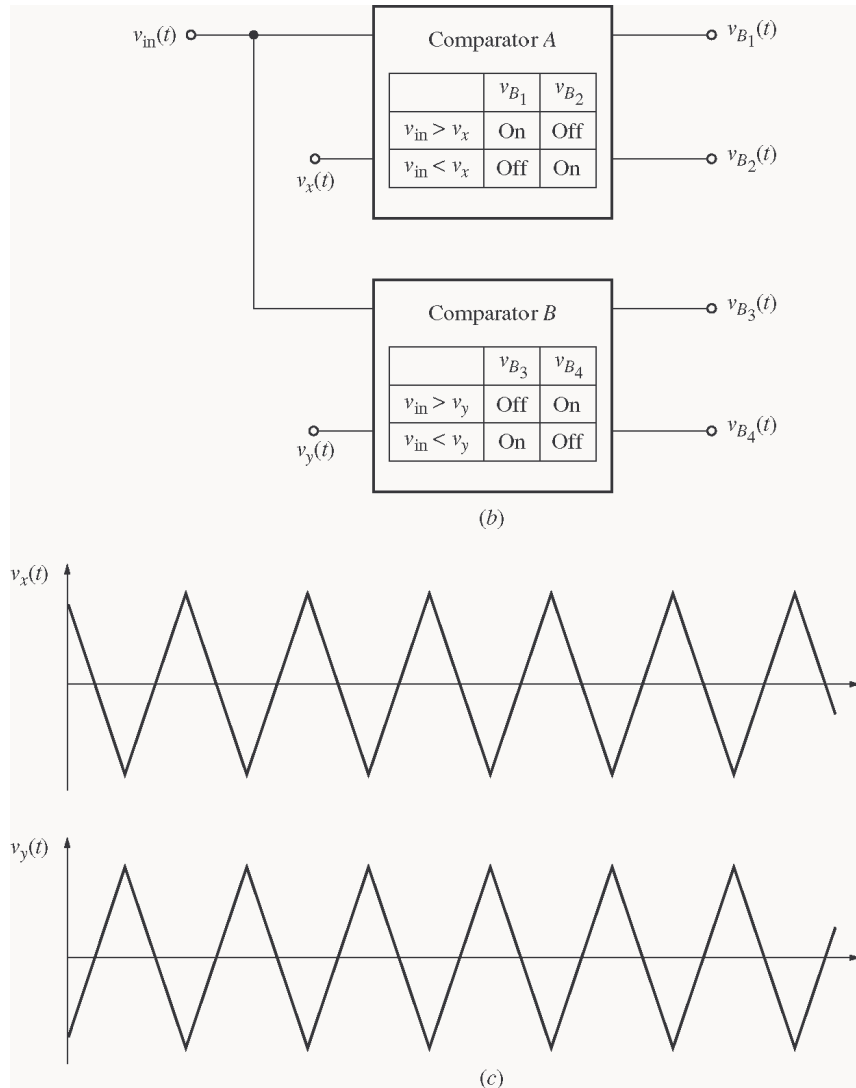 v_in(t)
Comparator A
v_B1 v_B2
v_in > v_x On Off
v_in < v_x Off On
v_x(t)
v_B1(t)
v_B2(t)
Comparator B
v_B3 v_B4
v_in > v_y Off On
v_in < v_y On Off
v_y(t)
v_B3(t)
v_B4(t)
(b)
v_x(t)
v_y(t)
(c)